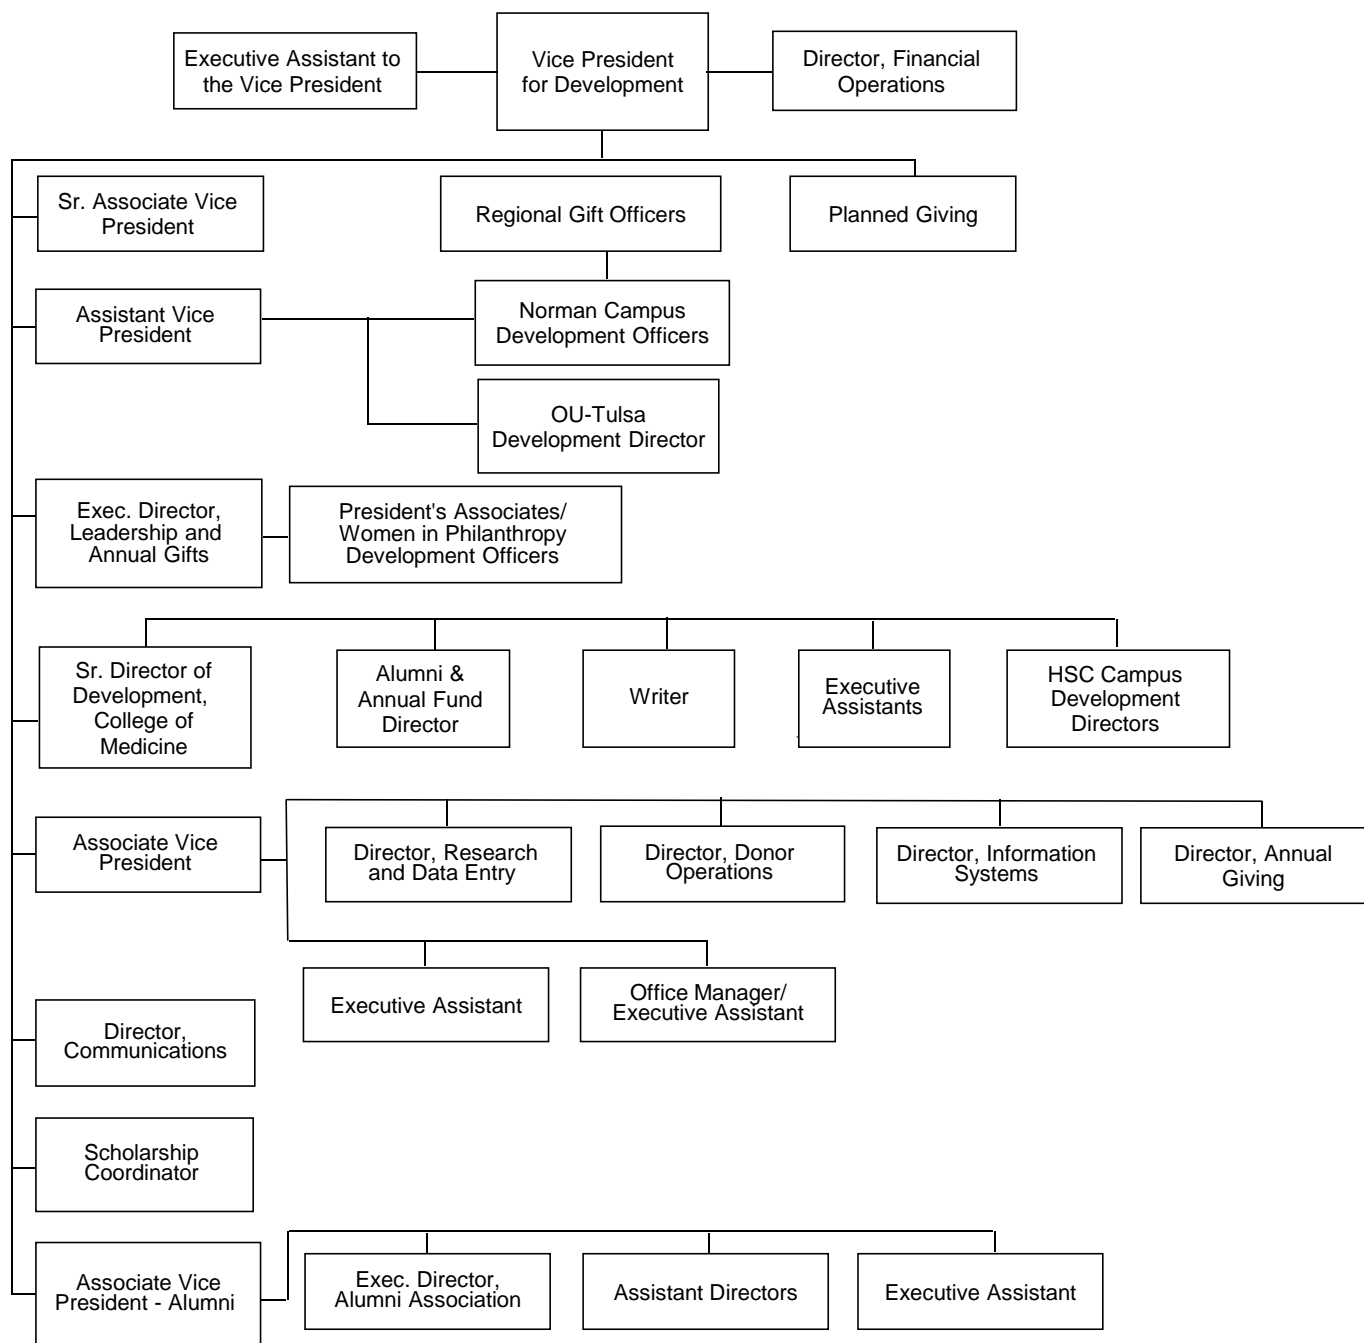 Executive Assistant to
the Vice President
Vice President
for Development
Director, Financial
Operations
Sr. Associate Vice
President
Regional Gift Officers
Planned Giving
Assistant Vice
President
Norman Campus
Development Officers
OU-Tulsa
Development Director
Exec. Director,
Leadership and
Annual Gifts
President's Associates/
Women in Philanthropy
Development Officers
Sr. Director of
Development,
College of
Medicine
Alumni &
Annual Fund
Director
Writer
Executive
Assistants
HSC Campus
Development
Directors
Associate Vice
President
Director, Research
and Data Entry
Director, Donor
Operations
Director, Information
Systems
Director, Annual
Giving
Executive Assistant
Office Manager/
Executive Assistant
Director,
Communications
Scholarship
Coordinator
Associate Vice
President - Alumni
Exec. Director,
Alumni Association
Assistant Directors
Executive Assistant